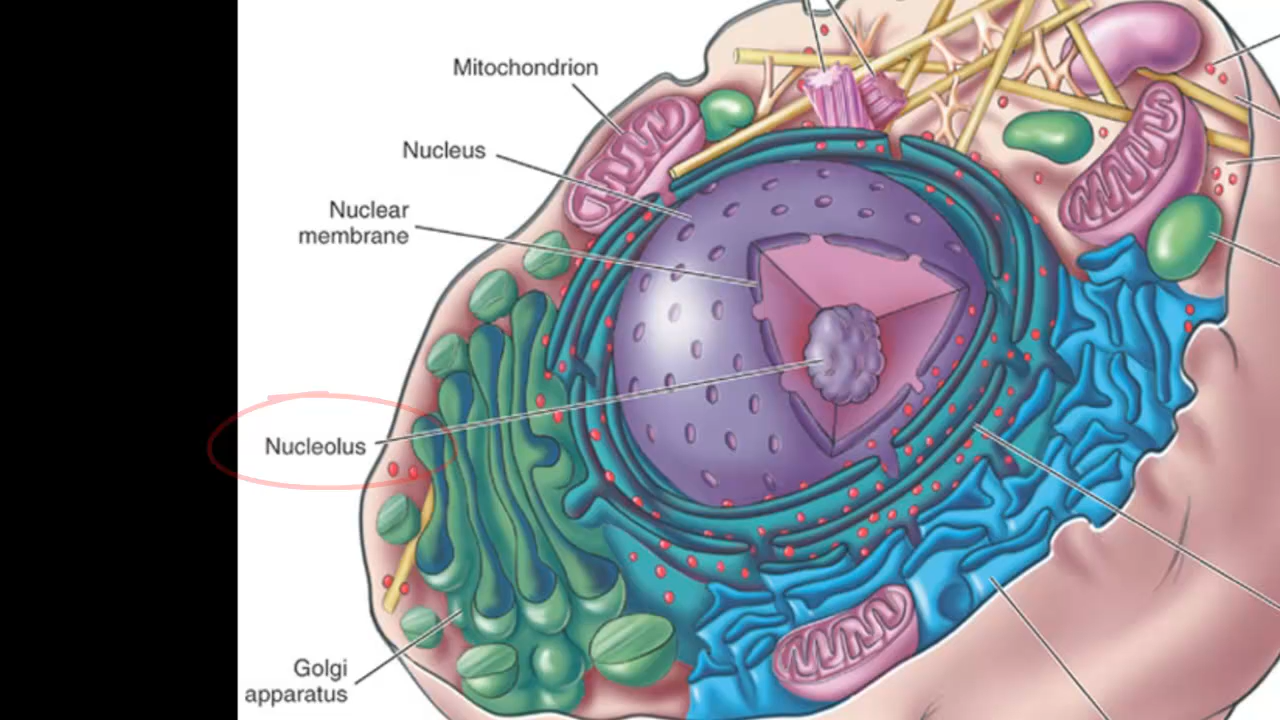 Mitochondrion
Nucleus
Nuclear
membrane
Nucleolus
Golgi
apparatus